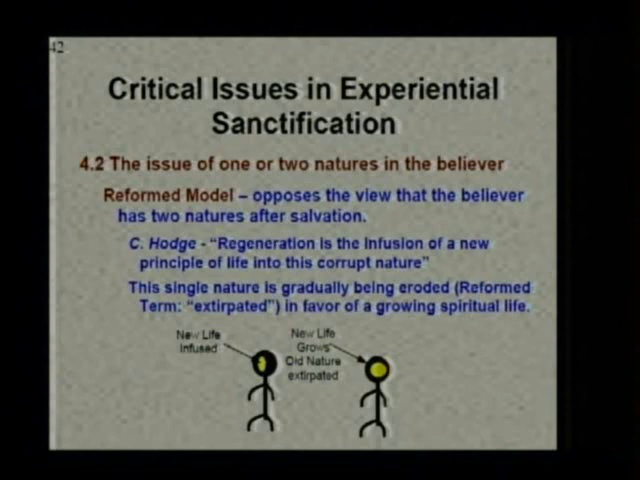 42
Critical Issues in Experiential
Sanctification
4.2 The issue of one or two natures in the believer
Reformed Model – opposes the view that the believer
has two natures after salvation.
C. Hodge - “Regeneration is the infusion of a new
principle of life into this corrupt nature”
This single nature is gradually being eroded (Reformed
Term: “extirpated”) in favor of a growing spiritual life.
New Life
Infused
New Life
Grows
Old Nature
extirpated